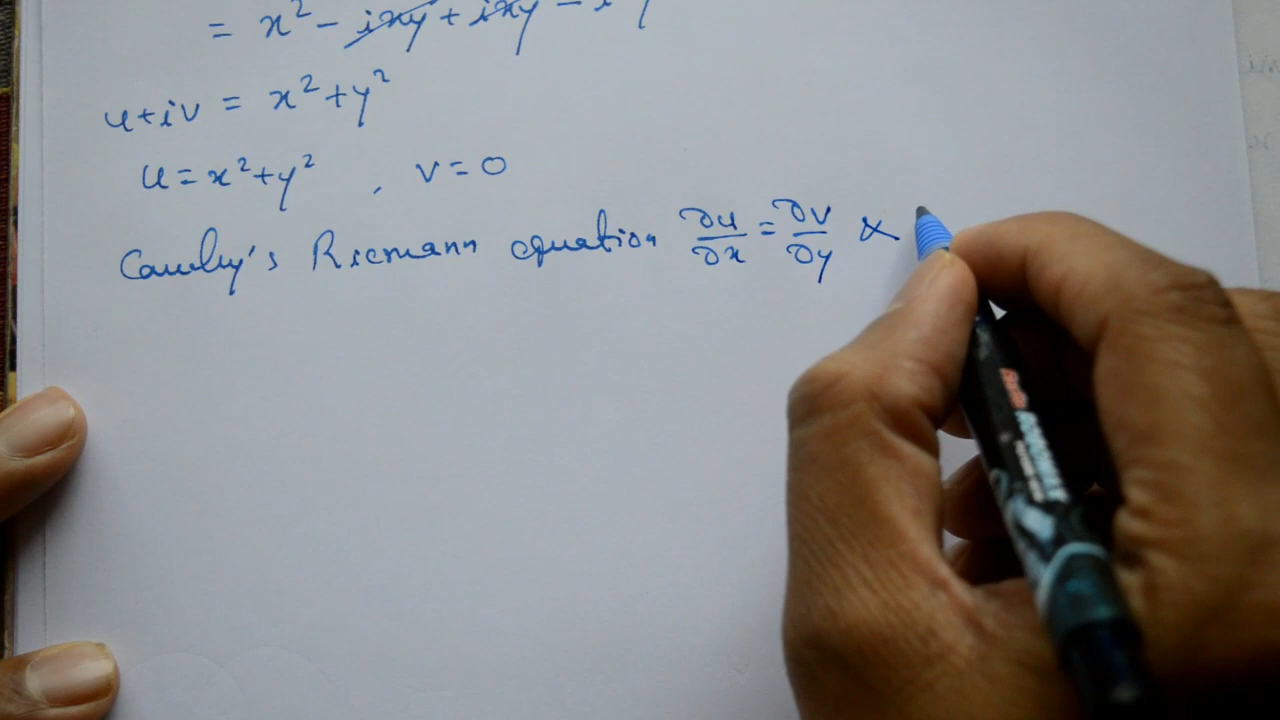 = x² - ixy + ixy - i y
u+iv = x²+y²
u=x²+y² , v=0
Cauchy's Riemann equation ∂u/∂x = ∂v/∂y &